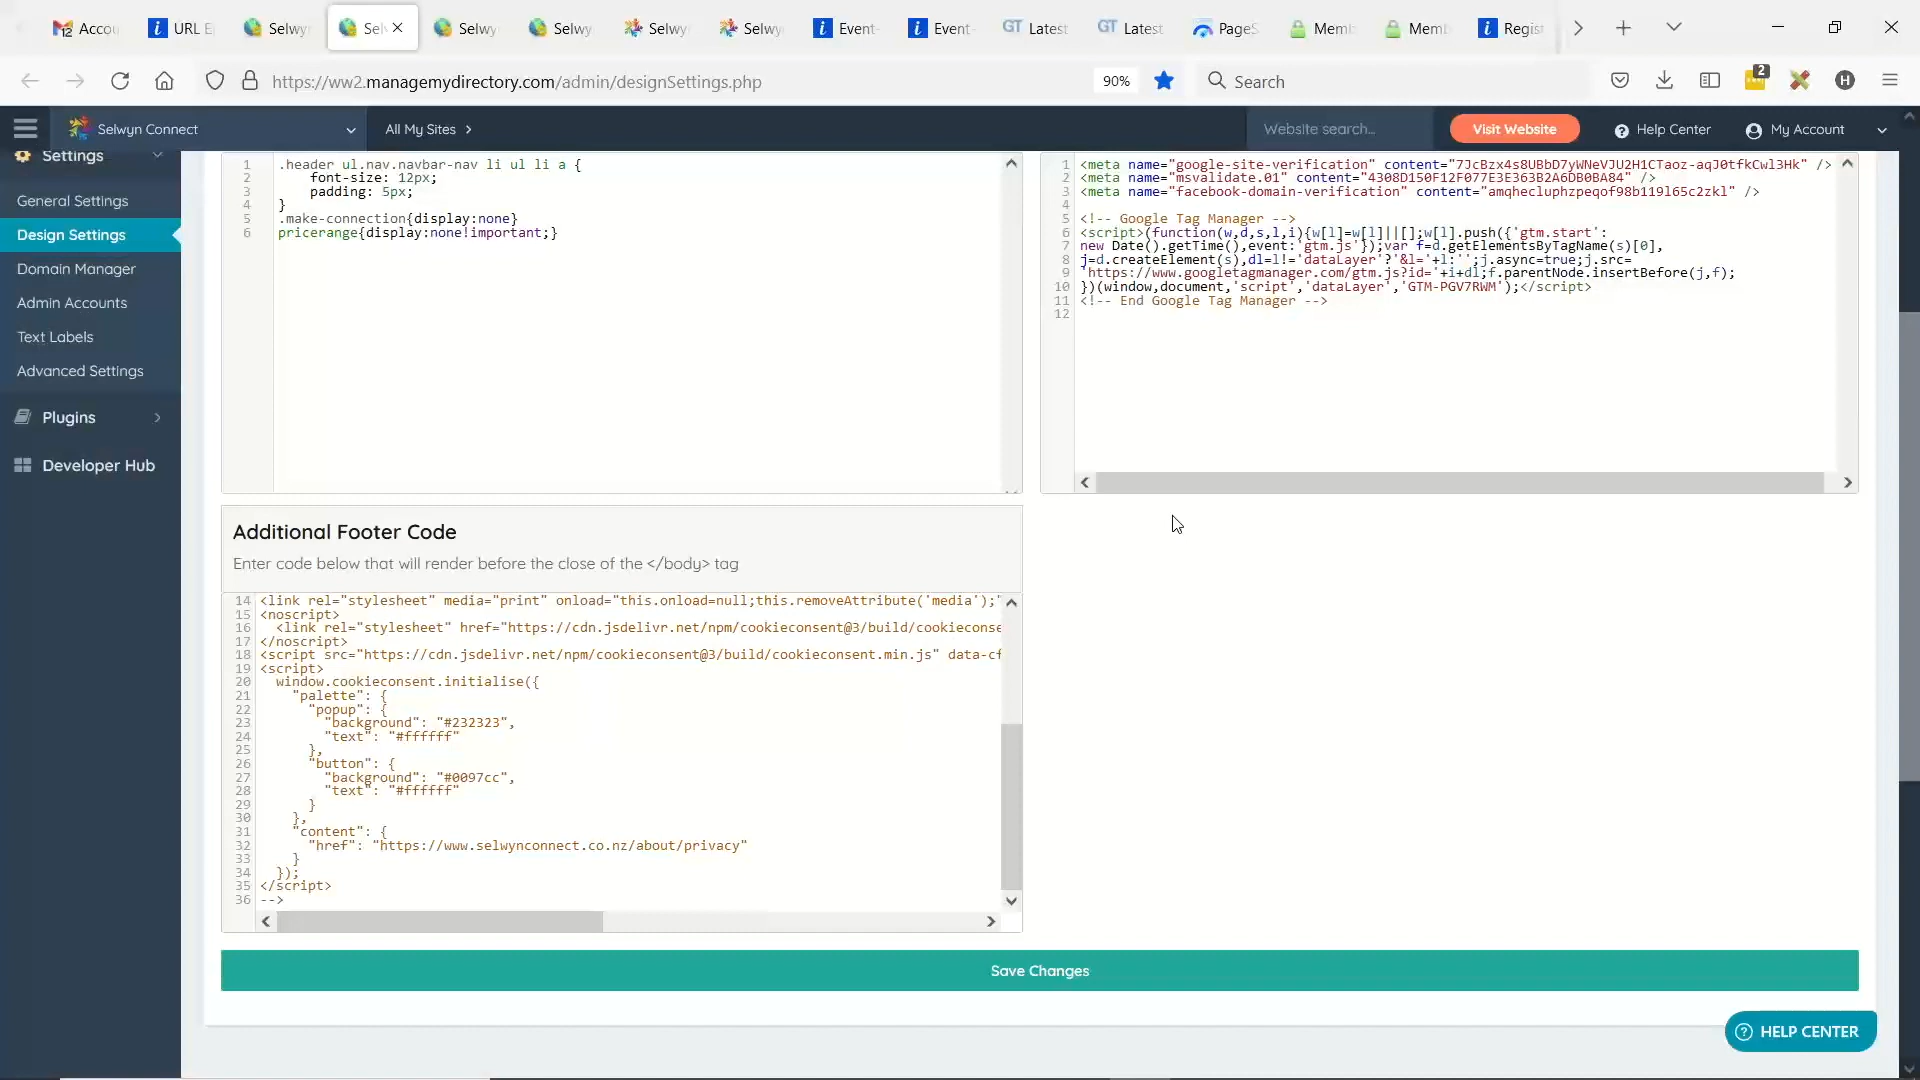 Accou
URL E
Selwy
Sel
Selwy
Selwy
Selwy
Selwy
Event-
Event-
GT Latest
GT Latest
PageS
Memb
Memb
Regist
https://ww2.managemydirectory.com/admin/designSettings.php
90%
Search
2
H
Selwyn Connect
All My Sites
Website search...
Visit Website
Help Center
My Account
Settings
General Settings
Design Settings
Domain Manager
Admin Accounts
Text Labels
Advanced Settings
Plugins
Developer Hub
1 .header ul.nav.navbar-nav li ul li a {
2 font-size: 12px;
3 padding: 5px;
4 }
5 .make-connection{display:none}
6 pricerange{display:none!important;}
1 <meta name="google-site-verification" content="7JcBzx4s8UBbD7yWNeVJU2H1CTaoz-aqJ0tfkCwl3Hk" />
2 <meta name="msvalidate.01" content="4308D150F12F077E3E363B2A6DB0BA84" />
3 <meta name="facebook-domain-verification" content="amqhecluphzpeqof98b119l65c2zkl" />
4
5 <!-- Google Tag Manager -->
6 <script>(function(w,d,s,l,i){w[l]=w[l]||[];w[l].push({'gtm.start':
7 new Date().getTime(),event:'gtm.js'});var f=d.getElementsByTagName(s)[0],
8 j=d.createElement(s),dl=l!='dataLayer'?'&l='+l:'';j.async=true;j.src=
9 'https://www.googletagmanager.com/gtm.js?id='+i+dl;f.parentNode.insertBefore(j,f);
10 })(window,document,'script','dataLayer','GTM-PGV7RWM');</script>
11 <!-- End Google Tag Manager -->
12
Additional Footer Code
Enter code below that will render before the close of the </body> tag
14 <link rel="stylesheet" media="print" onload="this.onload=null;this.removeAttribute('media');"
15 <noscript>
16 <link rel="stylesheet" href="https://cdn.jsdelivr.net/npm/cookieconsent@3/build/cookieconse
17 </noscript>
18 <script src="https://cdn.jsdelivr.net/npm/cookieconsent@3/build/cookieconsent.min.js" data-cf
19 <script>
20 window.cookieconsent.initialise({
21 "palette": {
22 "popup": {
23 "background": "#232323",
24 "text": "#ffffff"
25 },
26 "button": {
27 "background": "#0097cc",
28 "text": "#ffffff"
29 }
30 },
31 "content": {
32 "href": "https://www.selwynconnect.co.nz/about/privacy"
33 }
34 });
35 </script>
36 -->
Save Changes
HELP CENTER